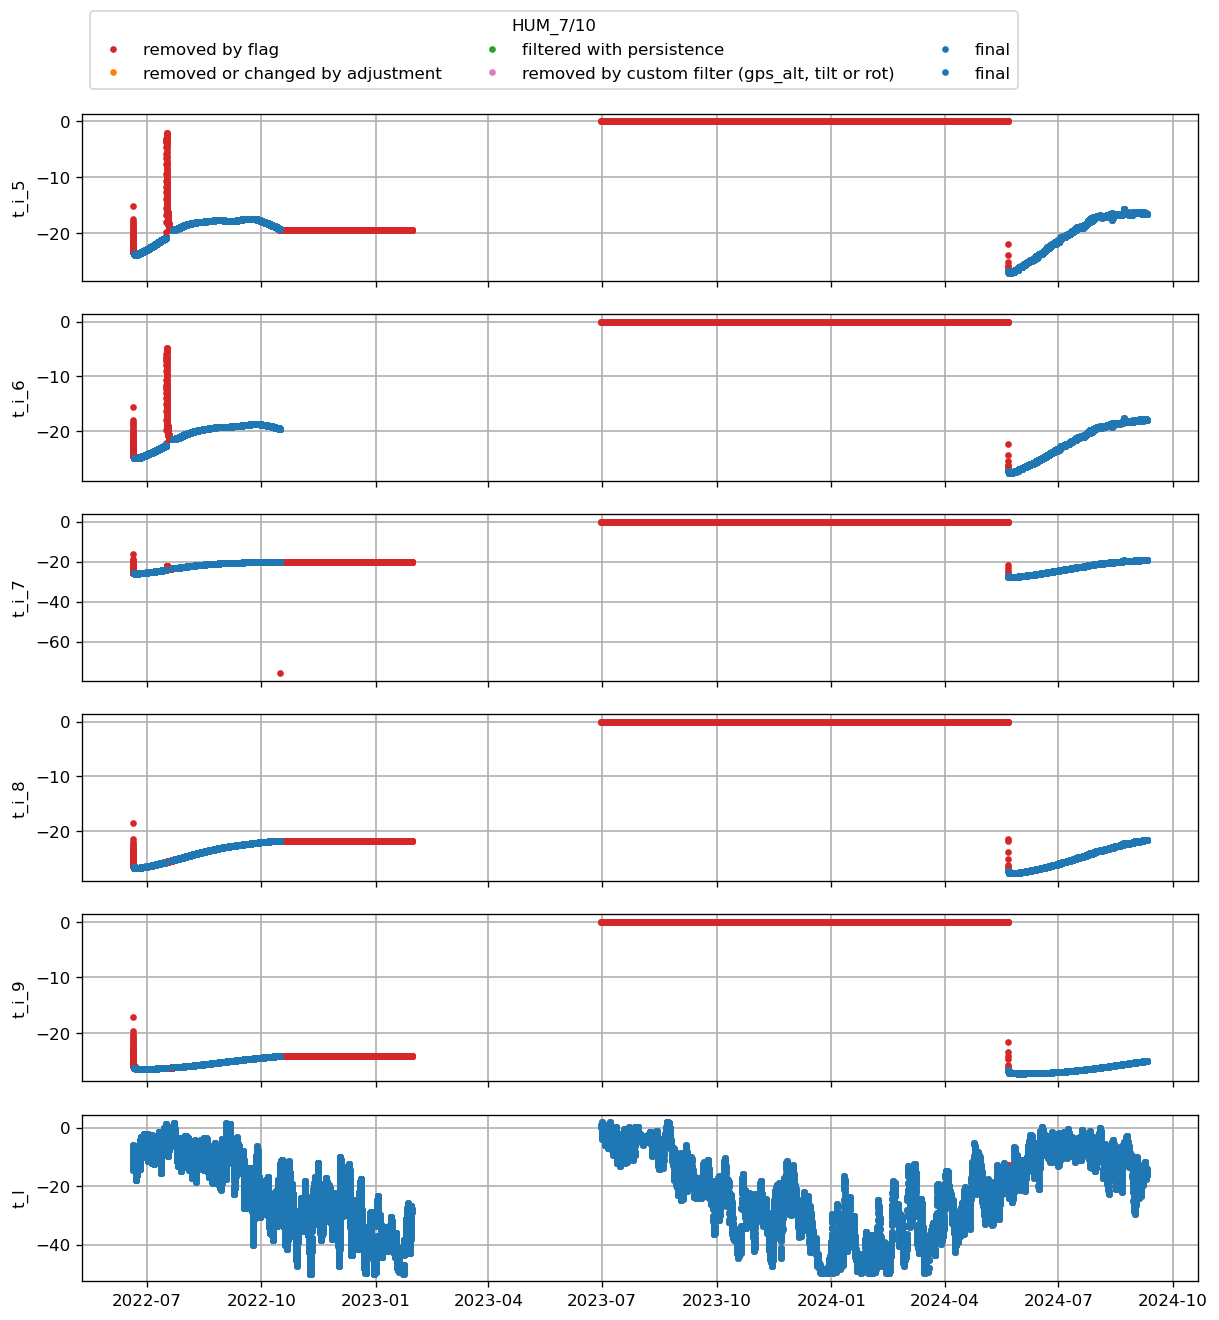 HUM_7/10
removed by flag
removed or changed by adjustment
filtered with persistence
removed by custom filter (gps_alt, tilt or rot)
final
final
t_i_5
0
−10
−20
t_i_6
0
−10
−20
t_i_7
0
−20
−40
−60
t_i_8
0
−10
−20
t_i_9
0
−10
−20
t_l
0
−20
−40
2022-07
2022-10
2023-01
2023-04
2023-07
2023-10
2024-01
2024-04
2024-07
2024-10